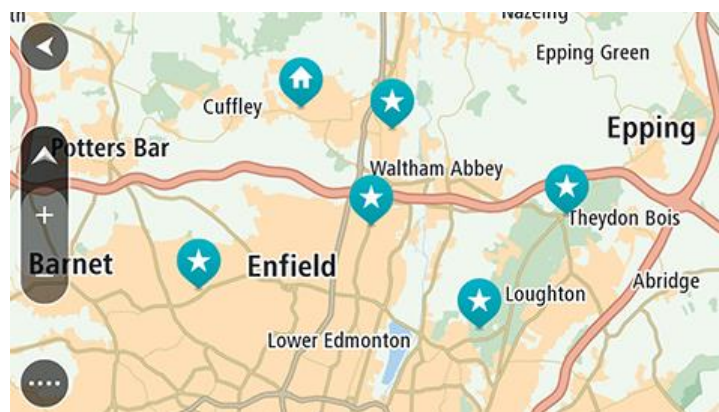 Nazeing
Epping Green
Cuffley
Epping
Potters Bar
Waltham Abbey
Theydon Bois
Barnet
Enfield
Abridge
Loughton
Lower Edmonton